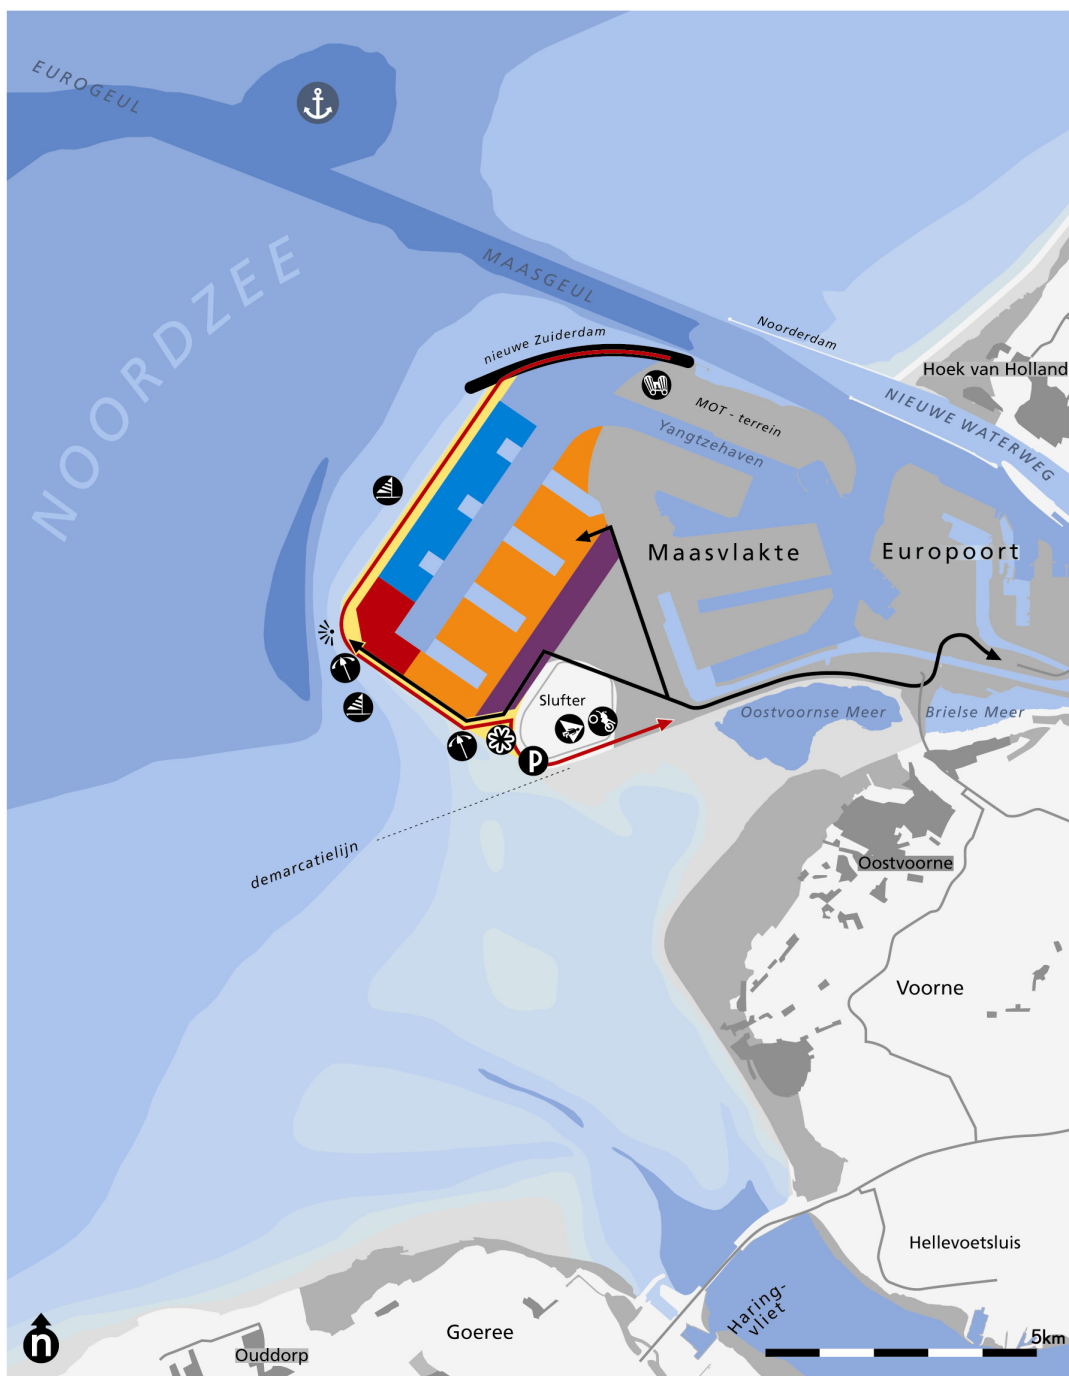 EUROGEUL
NOORDZEE
MAASGEUL
nieuwe Zuiderdam
Noorderdam
Hoek van Holland
NIEUWE WATERWEG
MOT - terrein
Yangtzehaven
Maasvlakte
Europoort
Slufter
Oostvoornse Meer
Brielse Meer
P
demarcatielijn
Oostvoorne
Voorne
Hellevoetsluis
Haring-
vliet
Goeree
Ouddorp
n
5km